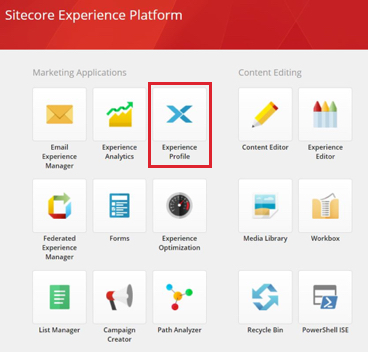 Sitecore Experience Platform
Marketing Applications
Content Editing
Email
Experience
Manager
Experience
Analytics
Experience
Profile
Content Editor
Experience
Editor
Federated
Experience
Manager
Forms
Experience
Optimization
Media Library
Workbox
List Manager
Campaign
Creator
Path Analyzer
Recycle Bin
PowerShell ISE